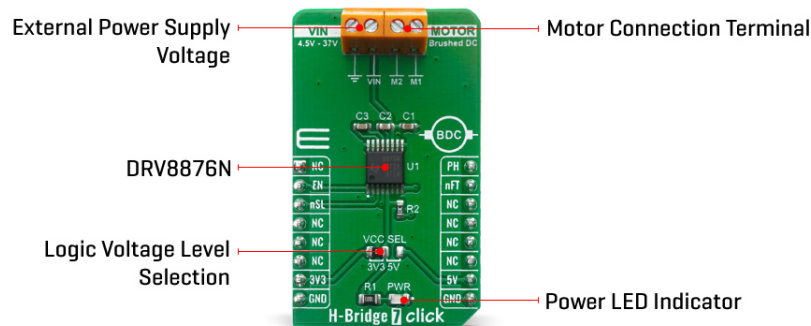 External Power Supply
Voltage
Motor Connection Terminal
VIN
4.5V - 37V
MOTOR
Brushed DC
VIN
M2
M1
C3
C2
C1
BDC
DRV8876N
U1
NC
EN
nSL
NC
NC
NC
3V3
GND
PH
nFT
NC
NC
NC
NC
5V
GND
R2
Logic Voltage Level
Selection
VCC SEL
3V3
5V
R1
PWR
Power LED Indicator
H-Bridge 7 click